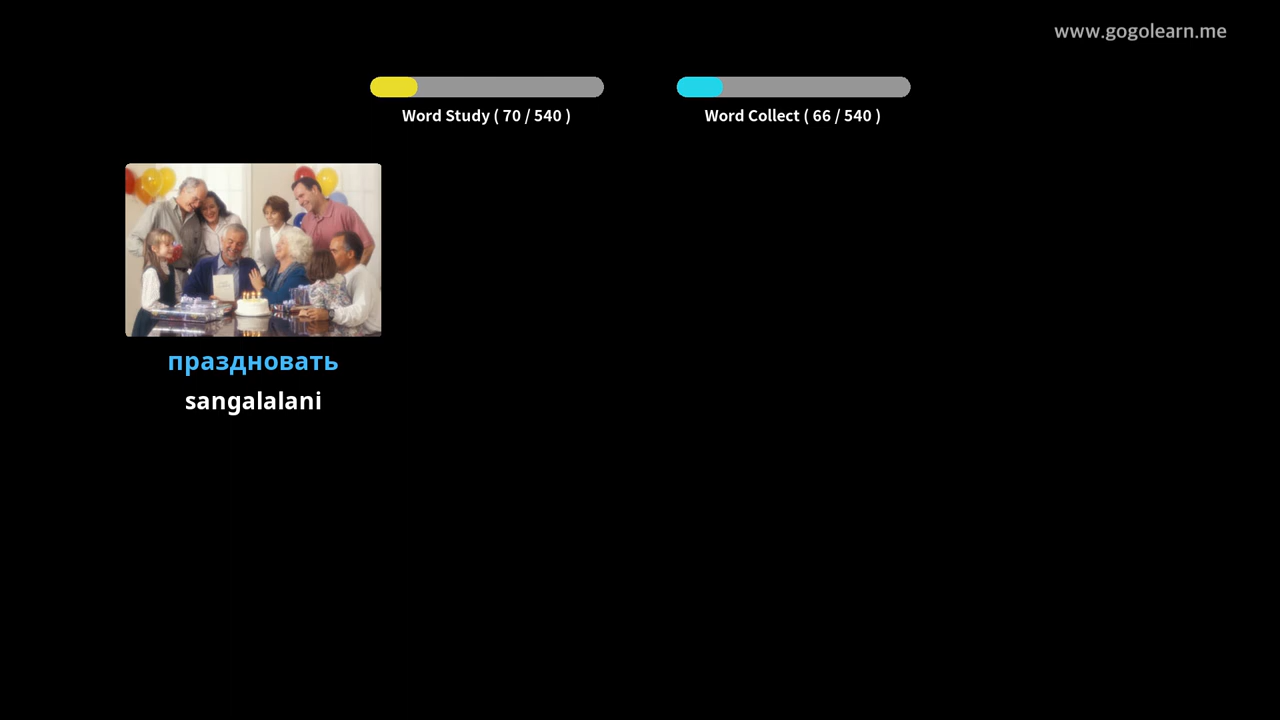 www.gogolearn.me
Word Study ( 70 / 540 )
Word Collect ( 66 / 540 )
праздновать
sangalalani